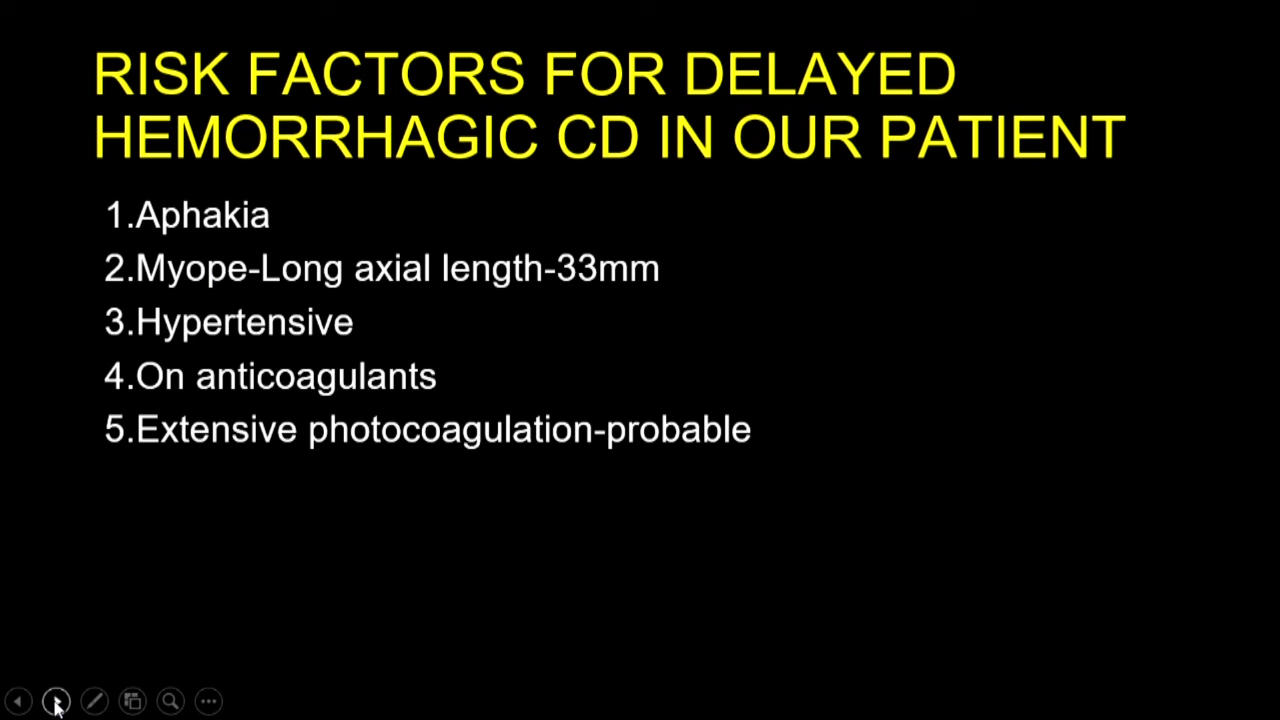 RISK FACTORS FOR DELAYED
HEMORRHAGIC CD IN OUR PATIENT
1.Aphakia
2.Myope-Long axial length-33mm
3.Hypertensive
4.On anticoagulants
5.Extensive photocoagulation-probable